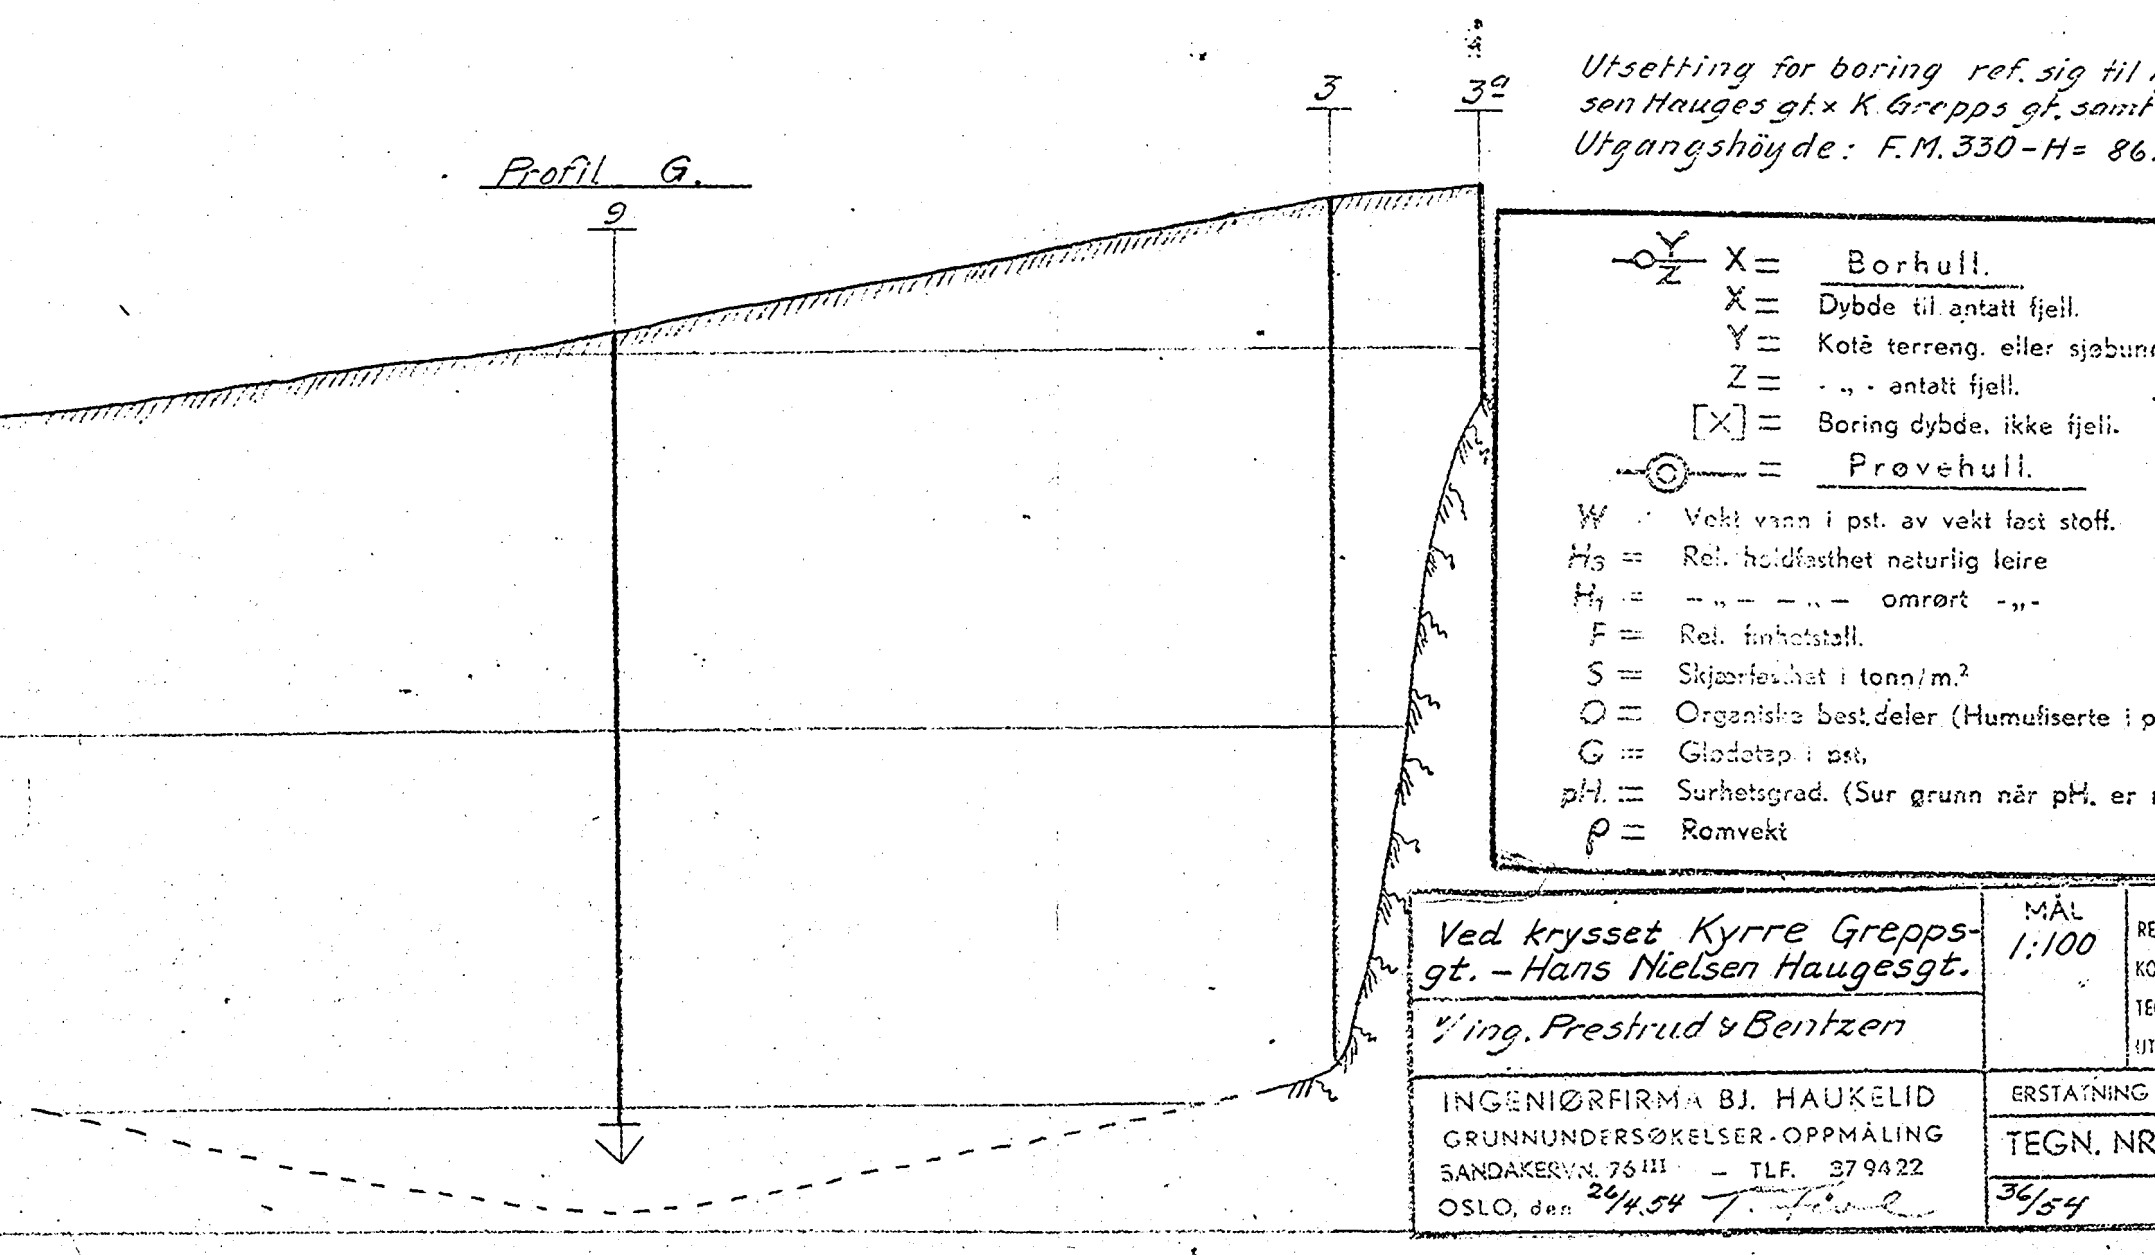 3
3a
Utsetting for boring ref. sig til
sen Hauges gt. x K. Grepps gt. samt
Utgangshöyde: F.M. 330 - H = 86.
Profil G.
9
Y
Z
X = Borhull.
X = Dybde til antatt fjell.
Y = Kote terreng. eller sjøbunn
Z = - „ - antatt fjell.
[X] = Boring dybde. ikke fjell.
= Prøvehull.
W Vekt vann i pst. av vekt fast stoff.
H3 = Rel. holdfasthet naturlig leire
H1 = - „ - - „ - omrørt - „ -
F = Rel. finhetstall.
S = Skjærfasthet i tonn/m.²
O = Organiske best.deler (Humufiserte i p
G = Glødetap i pst.
pH. = Surhetsgrad. (Sur grunn når pH. er
ρ = Romvekt
Ved krysset Kyrre Grepps-
gt. - Hans Nielsen Haugesgt.
MÅL
1:100
RE
KO
TE
UT
v/ ing. Prestrud & Bentzen
INGENIØRFIRMA BJ. HAUKELID
GRUNNUNDERSØKELSER - OPPMÅLING
SANDAKERVN. 76 III - TLF. 37 94 22
OSLO, den 26/4.54
ERSTATNING
TEGN. NR
36/54